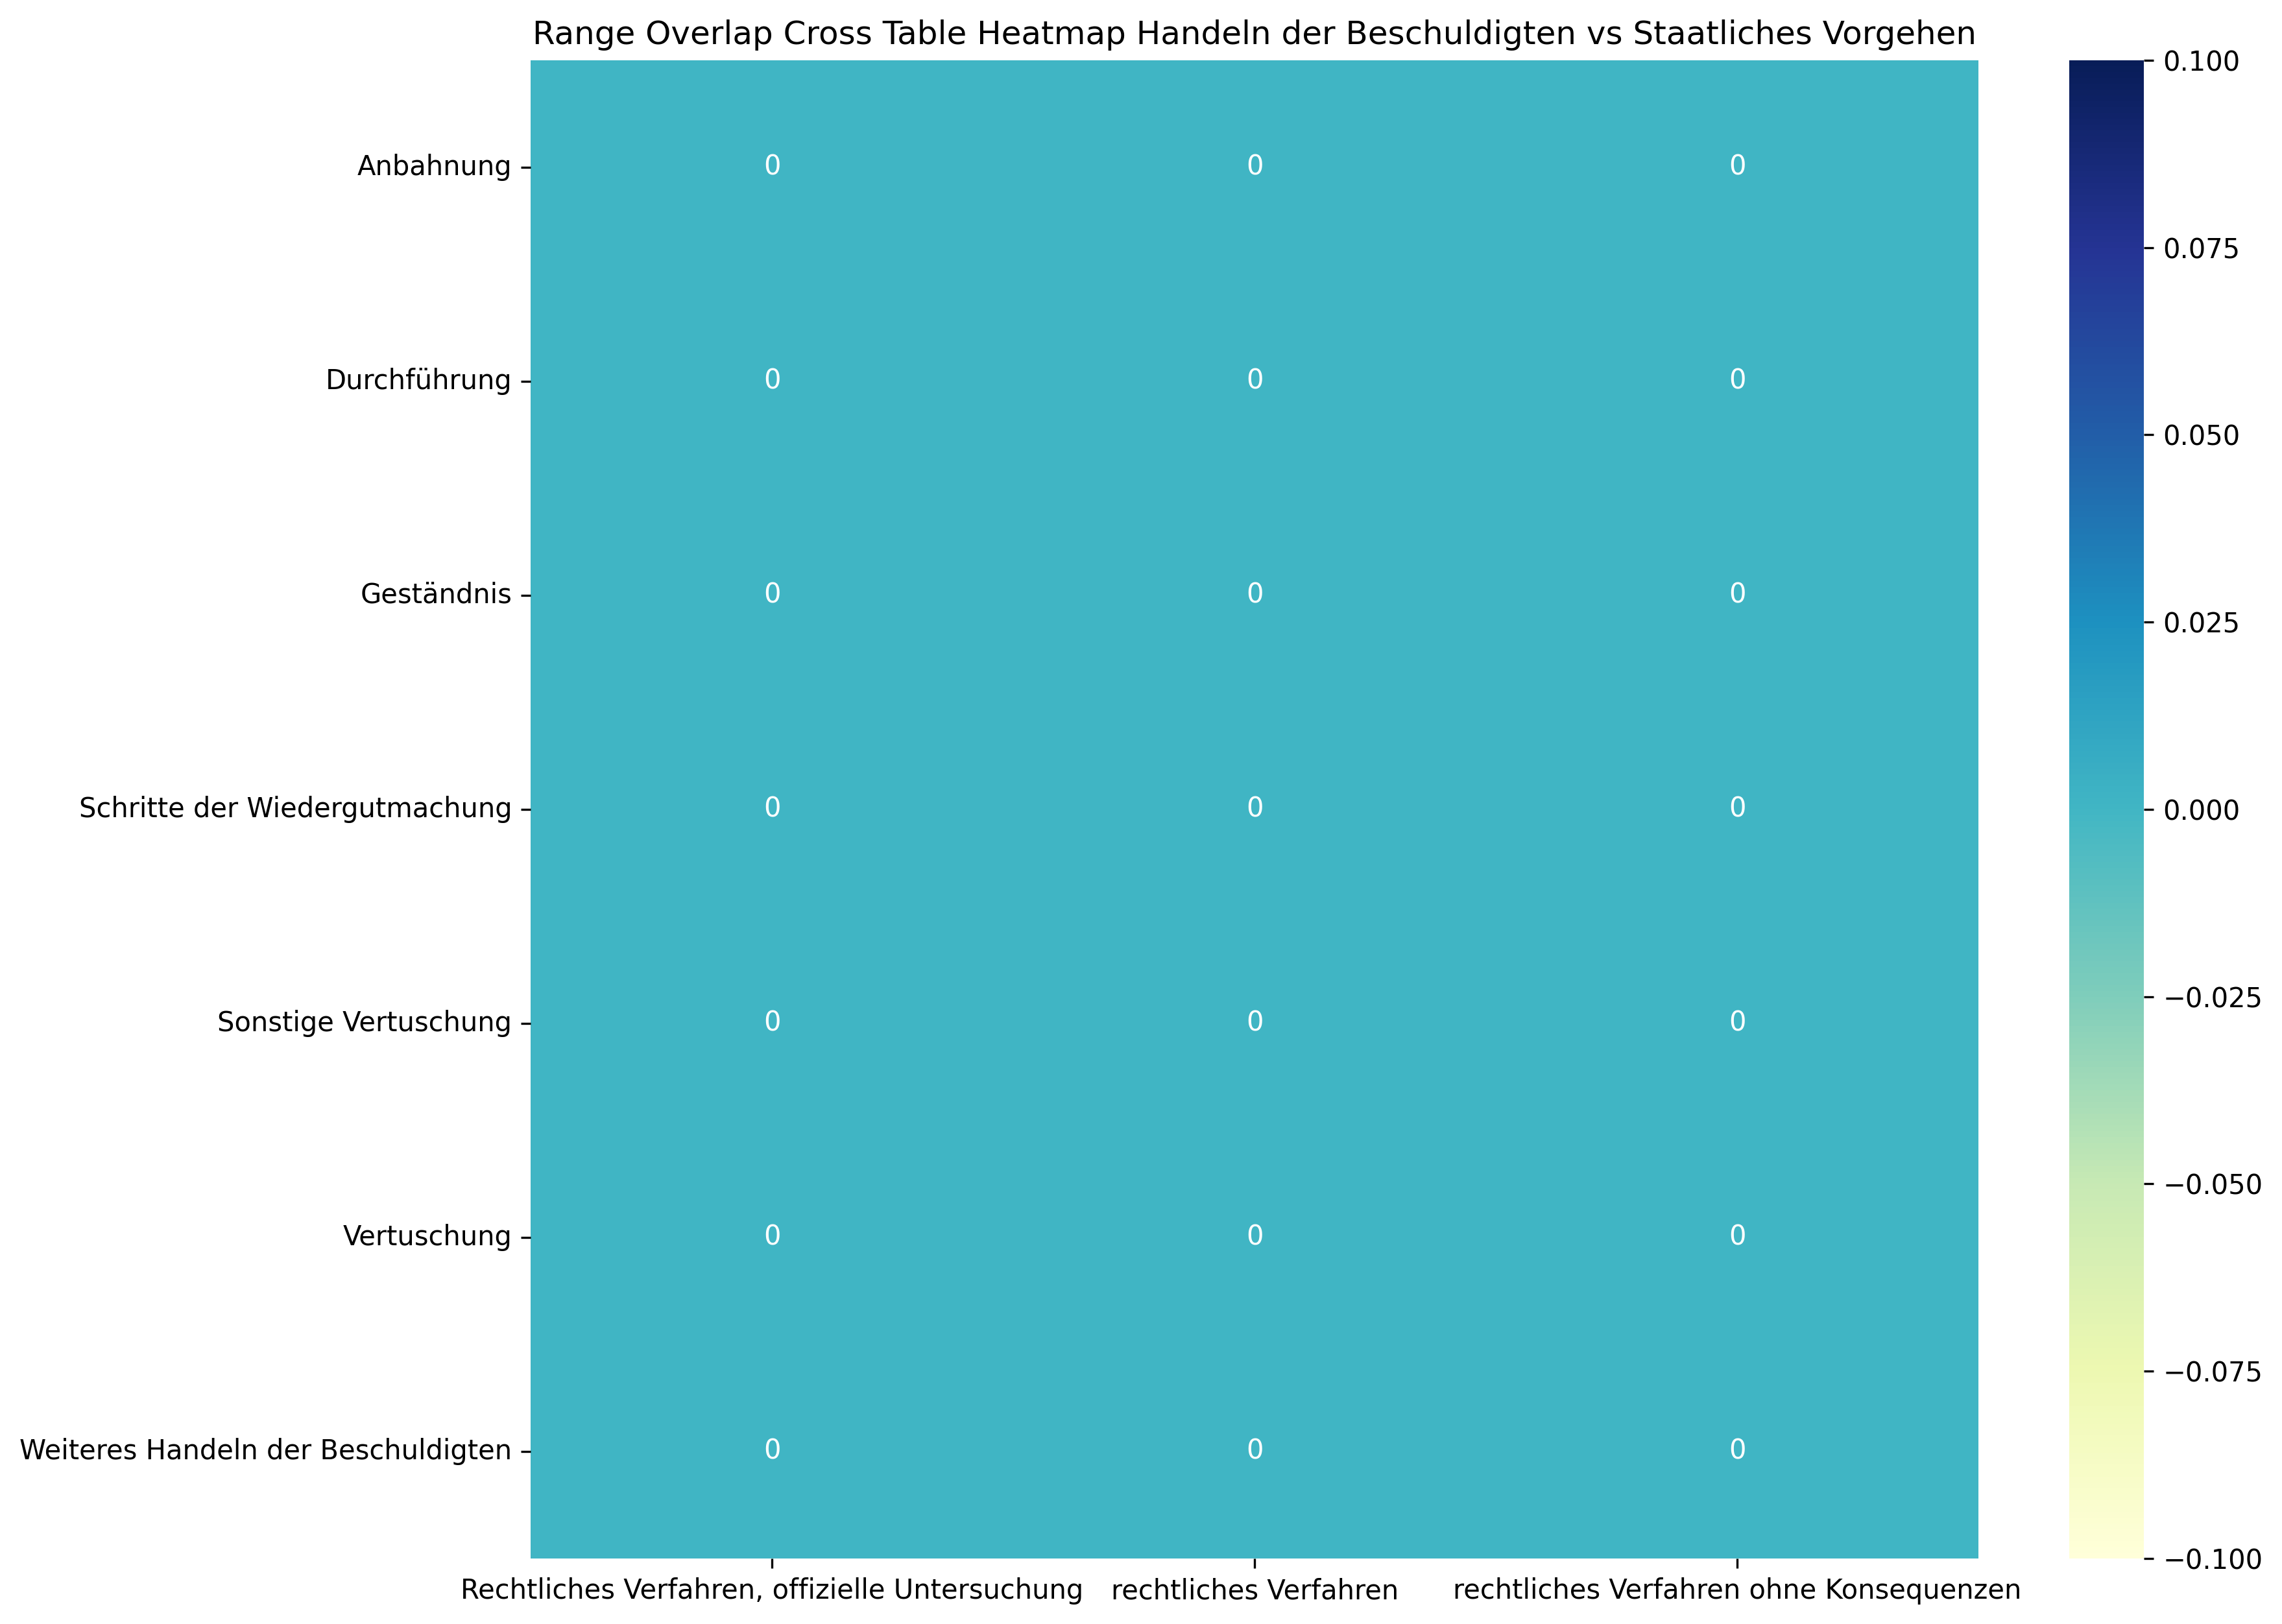 Range Overlap Cross Table Heatmap Handeln der Beschuldigten vs Staatliches Vorgehen
Anbahnung 0 0 0
Durchführung 0 0 0
Geständnis 0 0 0
Schritte der Wiedergutmachung 0 0 0
Sonstige Vertuschung 0 0 0
Vertuschung 0 0 0
Weiteres Handeln der Beschuldigten 0 0 0
Rechtliches Verfahren, offizielle Untersuchung rechtliches Verfahren rechtliches Verfahren ohne Konsequenzen
0.100
0.075
0.050
0.025
0.000
−0.025
−0.050
−0.075
−0.100